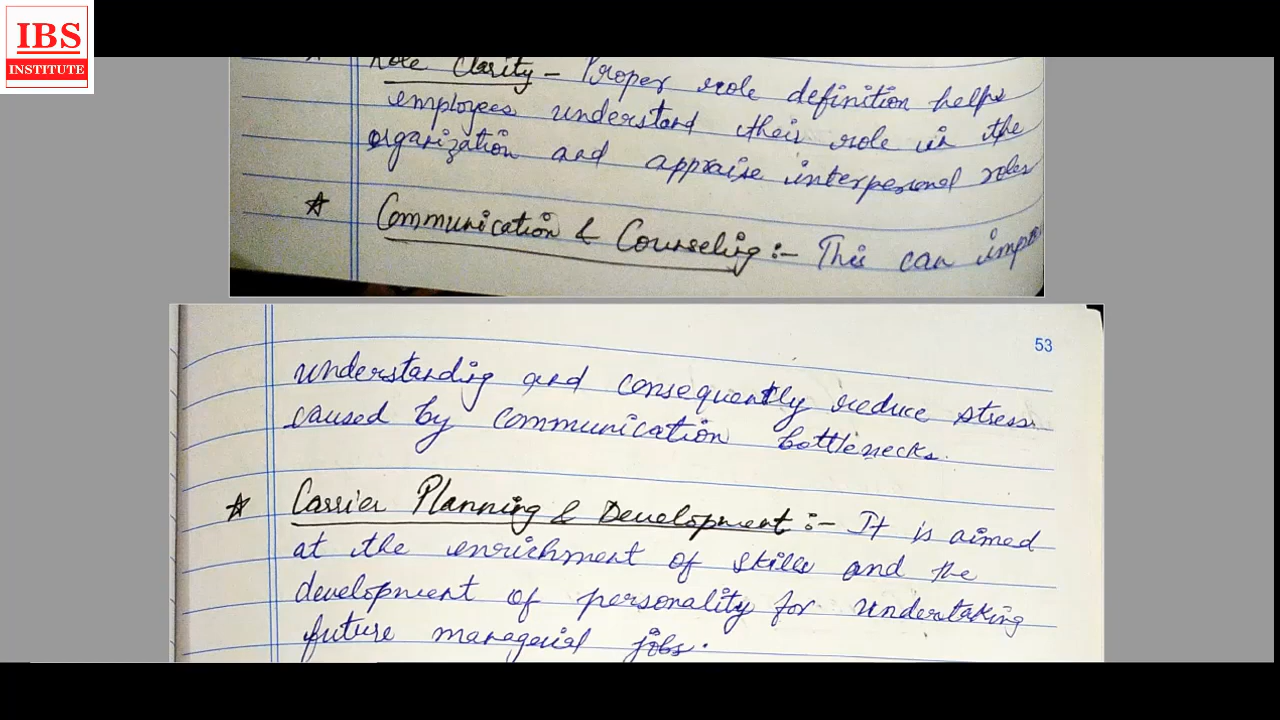 IBS
INSTITUTE
Role Clarity – Proper role definition helps
employees understand their role in the
organization and appraise interpersonal roles
☆ Communication & Counseling :- This can
53
understanding and consequently reduce stress
caused by communication bottlenecks.
☆ Carrier Planning & Development :- It is aimed
at the enrichment of skills and the
development of personality for undertaking
future managerial jobs.